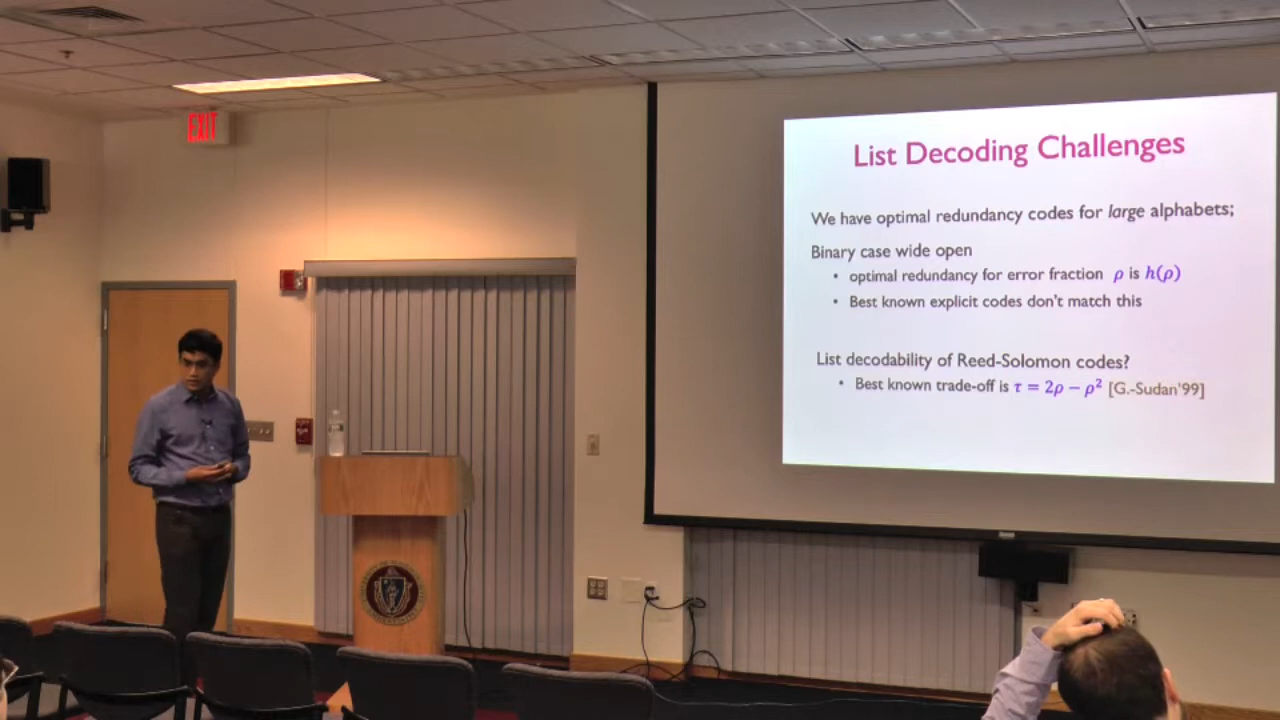 EXIT
List Decoding Challenges
We have optimal redundancy codes for large alphabets;
Binary case wide open
• optimal redundancy for error fraction ρ is h(ρ)
• Best known explicit codes don't match this
List decodability of Reed-Solomon codes?
• Best known trade-off is τ = 2ρ − ρ² [G.-Sudan'99]